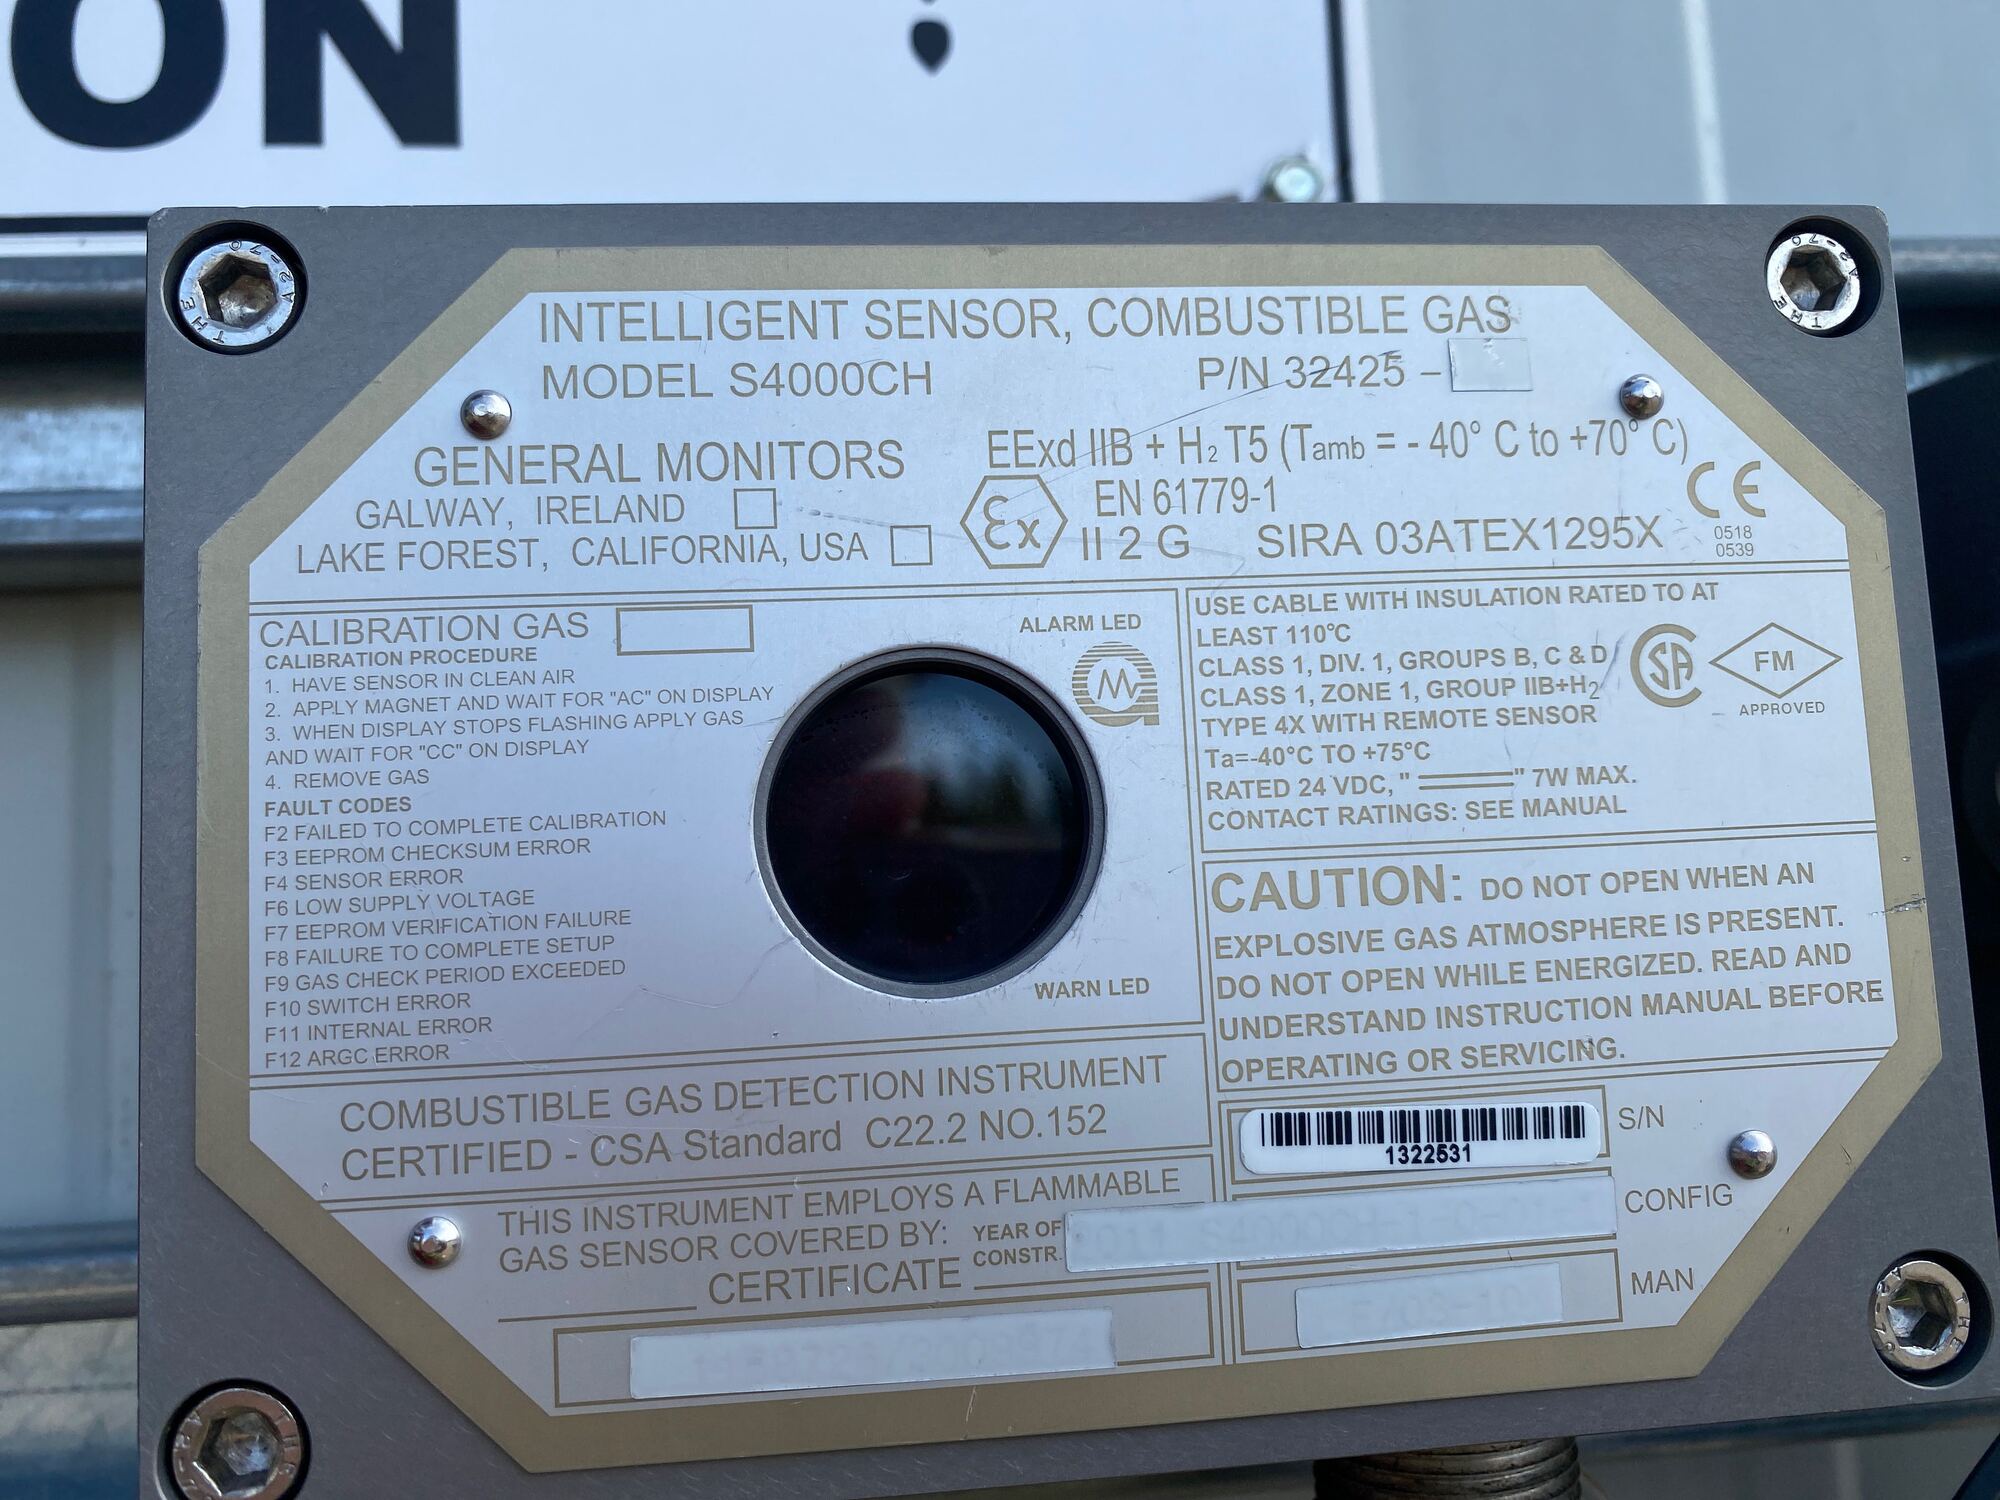 ON
INTELLIGENT SENSOR, COMBUSTIBLE GAS
MODEL S4000CH P/N 32425 –
GENERAL MONITORS
GALWAY, IRELAND
LAKE FOREST, CALIFORNIA, USA
EExd IIB + H2 T5 (Tamb = - 40° C to +70° C)
Ex EN 61779-1
II 2 G SIRA 03ATEX1295X
CE
0518
0539
CALIBRATION GAS
CALIBRATION PROCEDURE
1. HAVE SENSOR IN CLEAN AIR
2. APPLY MAGNET AND WAIT FOR "AC" ON DISPLAY
3. WHEN DISPLAY STOPS FLASHING APPLY GAS
AND WAIT FOR "CC" ON DISPLAY
4. REMOVE GAS
FAULT CODES
F2 FAILED TO COMPLETE CALIBRATION
F3 EEPROM CHECKSUM ERROR
F4 SENSOR ERROR
F6 LOW SUPPLY VOLTAGE
F7 EEPROM VERIFICATION FAILURE
F8 FAILURE TO COMPLETE SETUP
F9 GAS CHECK PERIOD EXCEEDED
F10 SWITCH ERROR
F11 INTERNAL ERROR
F12 ARGC ERROR
ALARM LED
WARN LED
USE CABLE WITH INSULATION RATED TO AT
LEAST 110°C
CLASS 1, DIV. 1, GROUPS B, C & D
CLASS 1, ZONE 1, GROUP IIB+H2
TYPE 4X WITH REMOTE SENSOR
Ta=-40°C TO +75°C
RATED 24 VDC, " " 7W MAX.
CONTACT RATINGS: SEE MANUAL
CSA
FM
APPROVED
CAUTION: DO NOT OPEN WHEN AN
EXPLOSIVE GAS ATMOSPHERE IS PRESENT.
DO NOT OPEN WHILE ENERGIZED. READ AND
UNDERSTAND INSTRUCTION MANUAL BEFORE
OPERATING OR SERVICING.
COMBUSTIBLE GAS DETECTION INSTRUMENT
CERTIFIED - CSA Standard C22.2 NO.152
THIS INSTRUMENT EMPLOYS A FLAMMABLE
GAS SENSOR COVERED BY:
CERTIFICATE
YEAR OF
CONSTR.
1322531
S/N
CONFIG
MAN